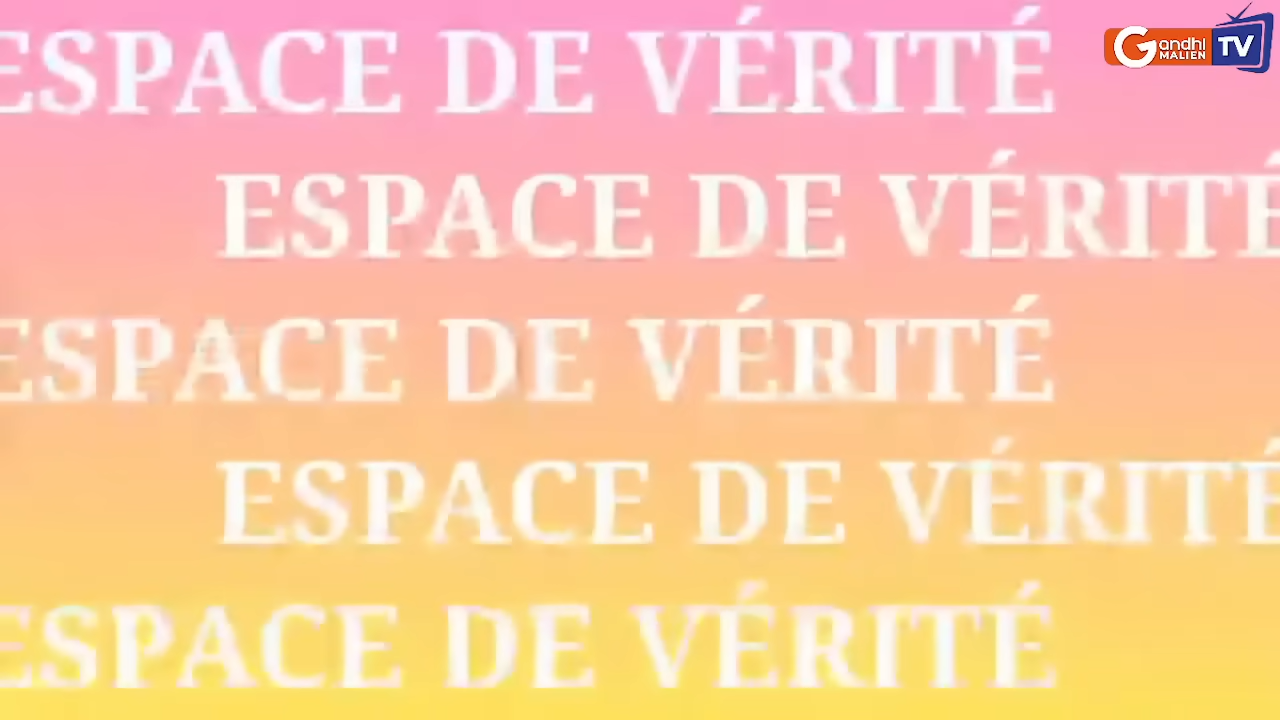 ESPACE DE VÉRITÉ
Gandhi
MALIEN
TV
ESPACE DE VÉRITÉ
ESPACE DE VÉRITÉ
ESPACE DE VÉRITÉ
ESPACE DE VÉRITÉ